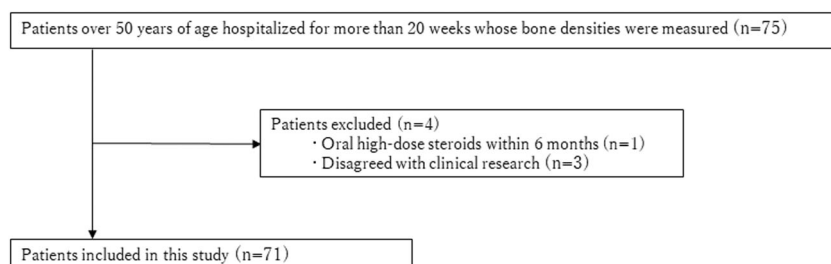 Patients over 50 years of age hospitalized for more than 20 weeks whose bone densities were measured (n=75)
Patients excluded (n=4)
・Oral high-dose steroids within 6 months (n=1)
・Disagreed with clinical research (n=3)
Patients included in this study (n=71)